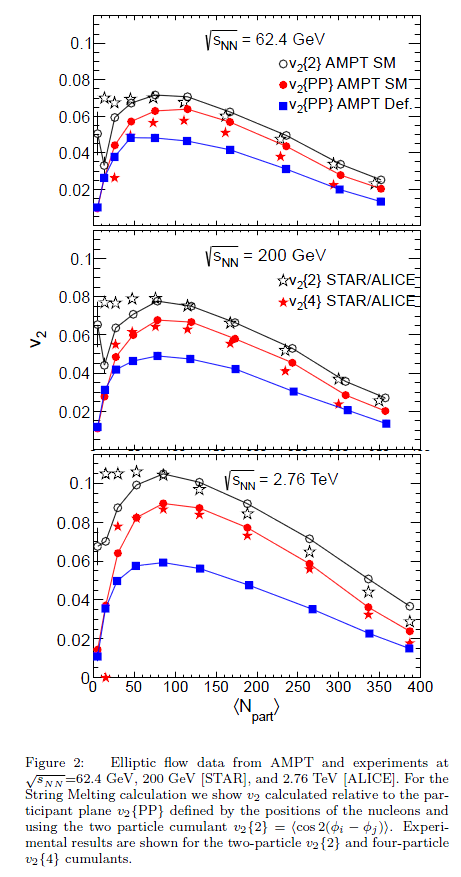 0.1
√sNN = 62.4 GeV
v2{2} AMPT SM
0.08
v2{PP} AMPT SM
v2{PP} AMPT Def.
0.06
0.04
0.02
0.1
√sNN = 200 GeV
v2{2} STAR/ALICE
0.08
v2{4} STAR/ALICE
0.06
v2
0.04
0.02
0.1
√sNN = 2.76 TeV
0.08
0.06
0.04
0.02
0
0 50 100 150 200 250 300 350 400
⟨Npart⟩
Figure 2: Elliptic flow data from AMPT and experiments at
√sNN=62.4 GeV, 200 GeV [STAR], and 2.76 TeV [ALICE]. For the
String Melting calculation we show v2 calculated relative to the par-
ticipant plane v2{PP} defined by the positions of the nucleons and
using the two particle cumulant v2{2} = ⟨cos 2(ϕi − ϕj)⟩. Experi-
mental results are shown for the two-particle v2{2} and four-particle
v2{4} cumulants.